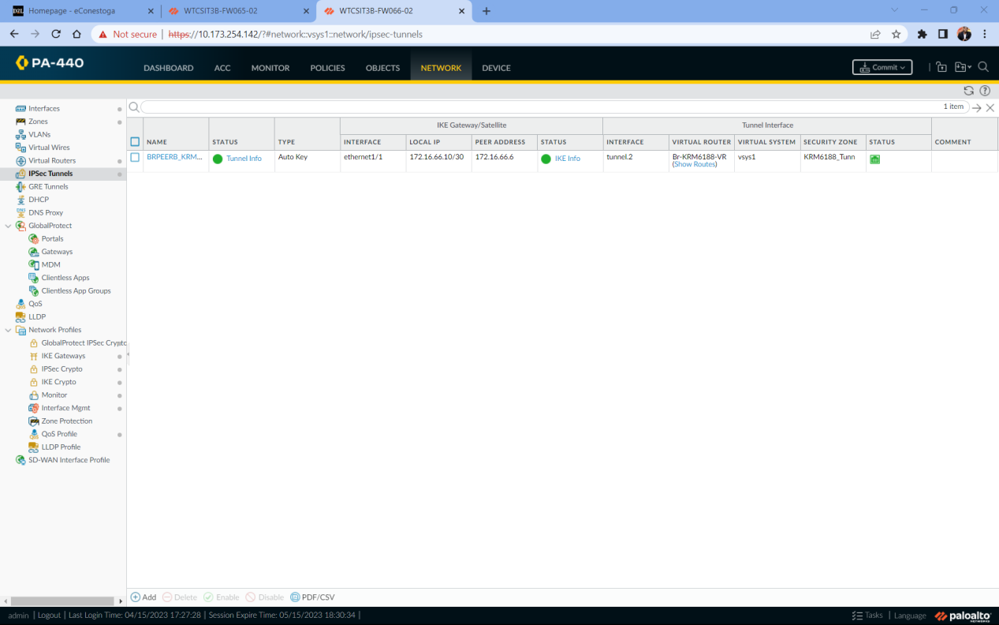 D2L Homepage - eConestoga
WTCSIT3B-FW065-02
WTCSIT3B-FW066-02
Not secure | https://10.173.254.142/?#network::vsys1::network/ipsec-tunnels
PA-440
DASHBOARD ACC MONITOR POLICIES OBJECTS NETWORK DEVICE
Commit
1 item
Interfaces
Zones
VLANs
Virtual Wires
Virtual Routers
IPSec Tunnels
GRE Tunnels
DHCP
DNS Proxy
GlobalProtect
Portals
Gateways
MDM
Clientless Apps
Clientless App Groups
QoS
LLDP
Network Profiles
GlobalProtect IPSec Crypto
IKE Gateways
IPSec Crypto
IKE Crypto
Monitor
Interface Mgmt
Zone Protection
QoS Profile
LLDP Profile
SD-WAN Interface Profile
IKE Gateway/Satellite Tunnel Interface
NAME STATUS TYPE INTERFACE LOCAL IP PEER ADDRESS STATUS INTERFACE VIRTUAL ROUTER VIRTUAL SYSTEM SECURITY ZONE STATUS COMMENT
BRPEERB_KRM... Tunnel Info Auto Key ethernet1/1 172.16.66.10/30 172.16.66.6 IKE Info tunnel.2 Br-KRM6188-VR vsys1 KRM6188_Tunn
(Show Routes)
Add Delete Enable Disable PDF/CSV
admin | Logout | Last Login Time: 04/15/2023 17:27:28 | Session Expire Time: 05/15/2023 18:30:34 |
Tasks | Language paloalto
NETWORKS